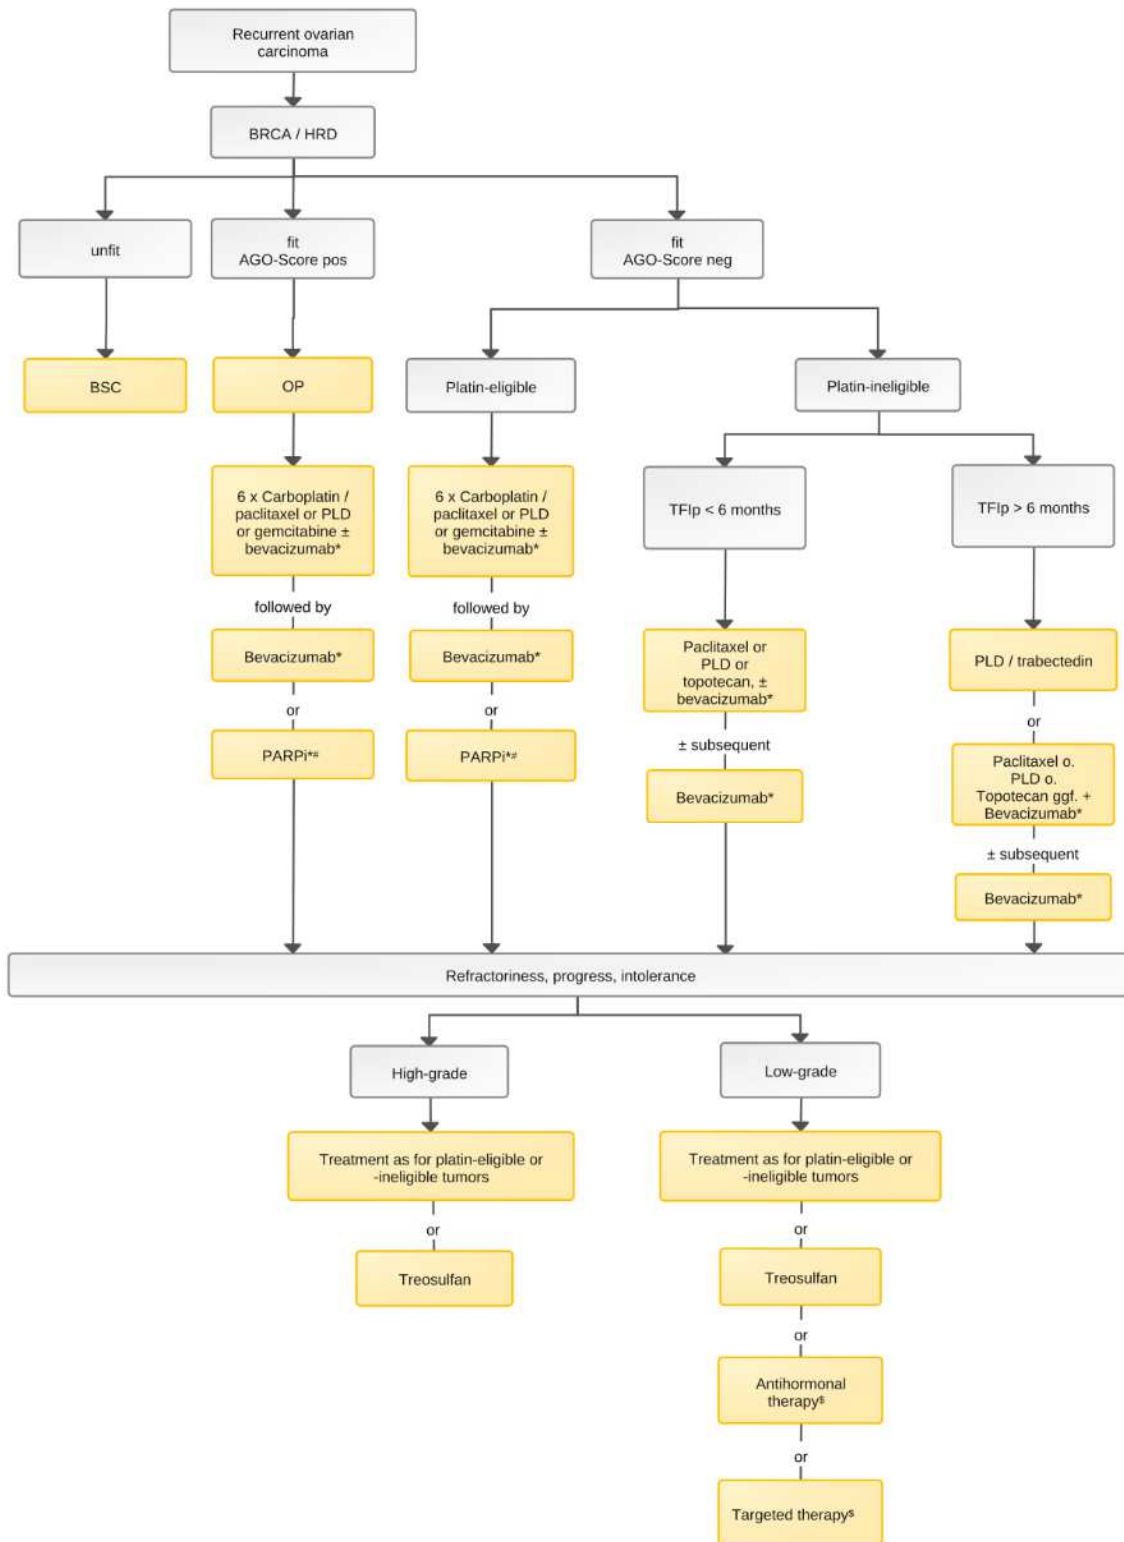 Recurrent ovarian
carcinoma
BRCA / HRD
unfit
fit
AGO-Score pos
fit
AGO-Score neg
BSC
OP
Platin-eligible
Platin-ineligible
6 x Carboplatin /
paclitaxel or PLD
or gemcitabine ±
bevacizumab*
6 x Carboplatin /
paclitaxel or PLD
or gemcitabine ±
bevacizumab*
TFIp < 6 months
TFIp > 6 months
followed by
followed by
Bevacizumab*
Bevacizumab*
Paclitaxel or
PLD or
topotecan, ±
bevacizumab*
PLD / trabectedin
or
or
or
PARPi*#
PARPi*#
± subsequent
Bevacizumab*
Paclitaxel o.
PLD o.
Topotecan ggf. +
Bevacizumab*
± subsequent
Bevacizumab*
Refractoriness, progress, intolerance
High-grade
Low-grade
Treatment as for platin-eligible or
-ineligible tumors
Treatment as for platin-eligible or
-ineligible tumors
or
or
Treosulfan
Treosulfan
or
Antihormonal
therapy$
or
Targeted therapy$